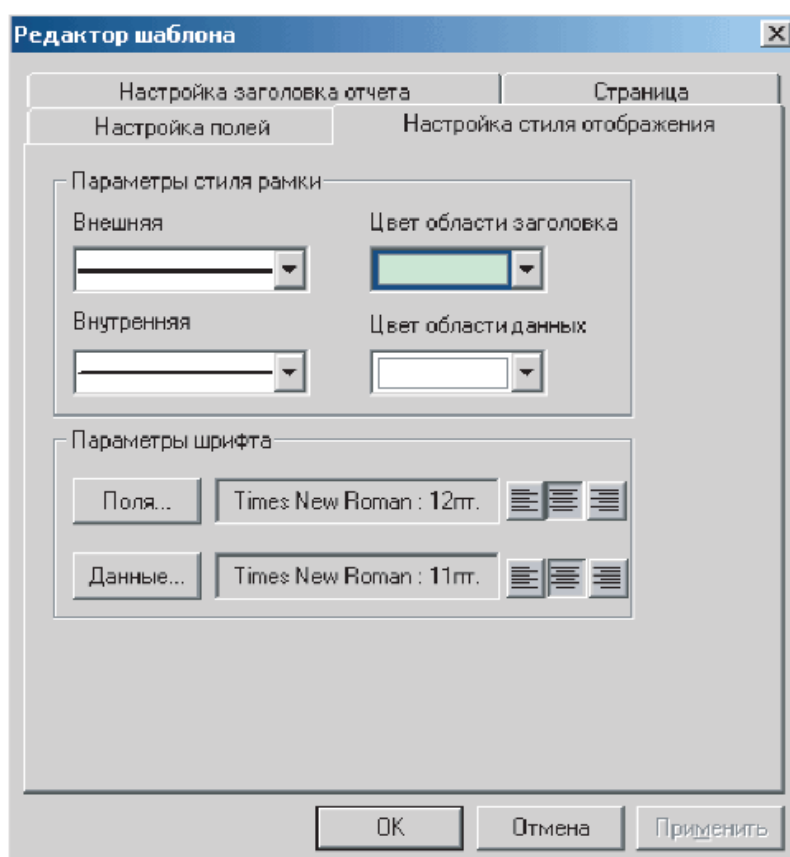 Редактор шаблона
Настройка заголовка отчета Страница
Настройка полей Настройка стиля отображения
Параметры стиля рамки
Внешняя Цвет области заголовка
Внутренняя Цвет области данных
Параметры шрифта
Поля... Times New Roman : 12пт.
Данные... Times New Roman : 11пт.
OK Отмена Применить